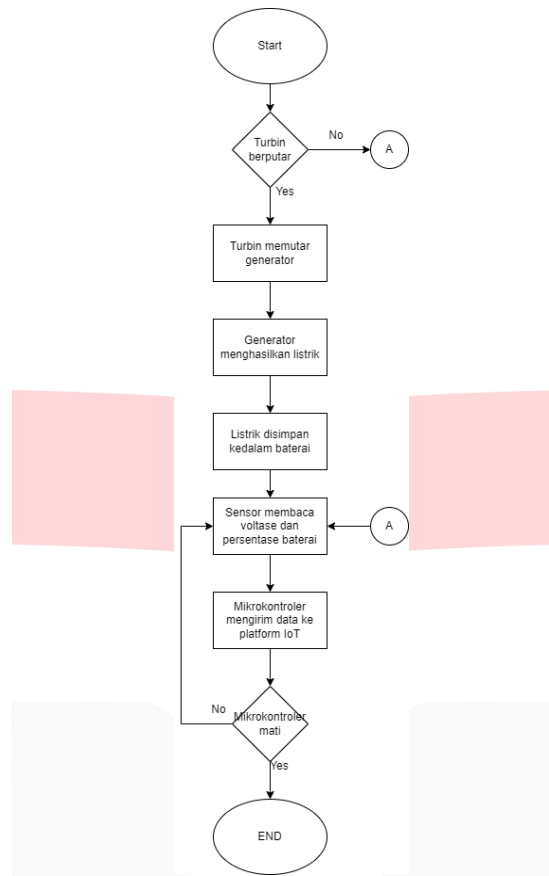 Start
Turbin
berputar
No
A
Yes
Turbin memutar
generator
Generator
menghasilkan listrik
Listrik disimpan
kedalam baterai
Sensor membaca
voltase dan
persentase baterai
A
Mikrokontroler
mengirim data ke
platform IoT
No
Mikrokontroler
mati
Yes
END